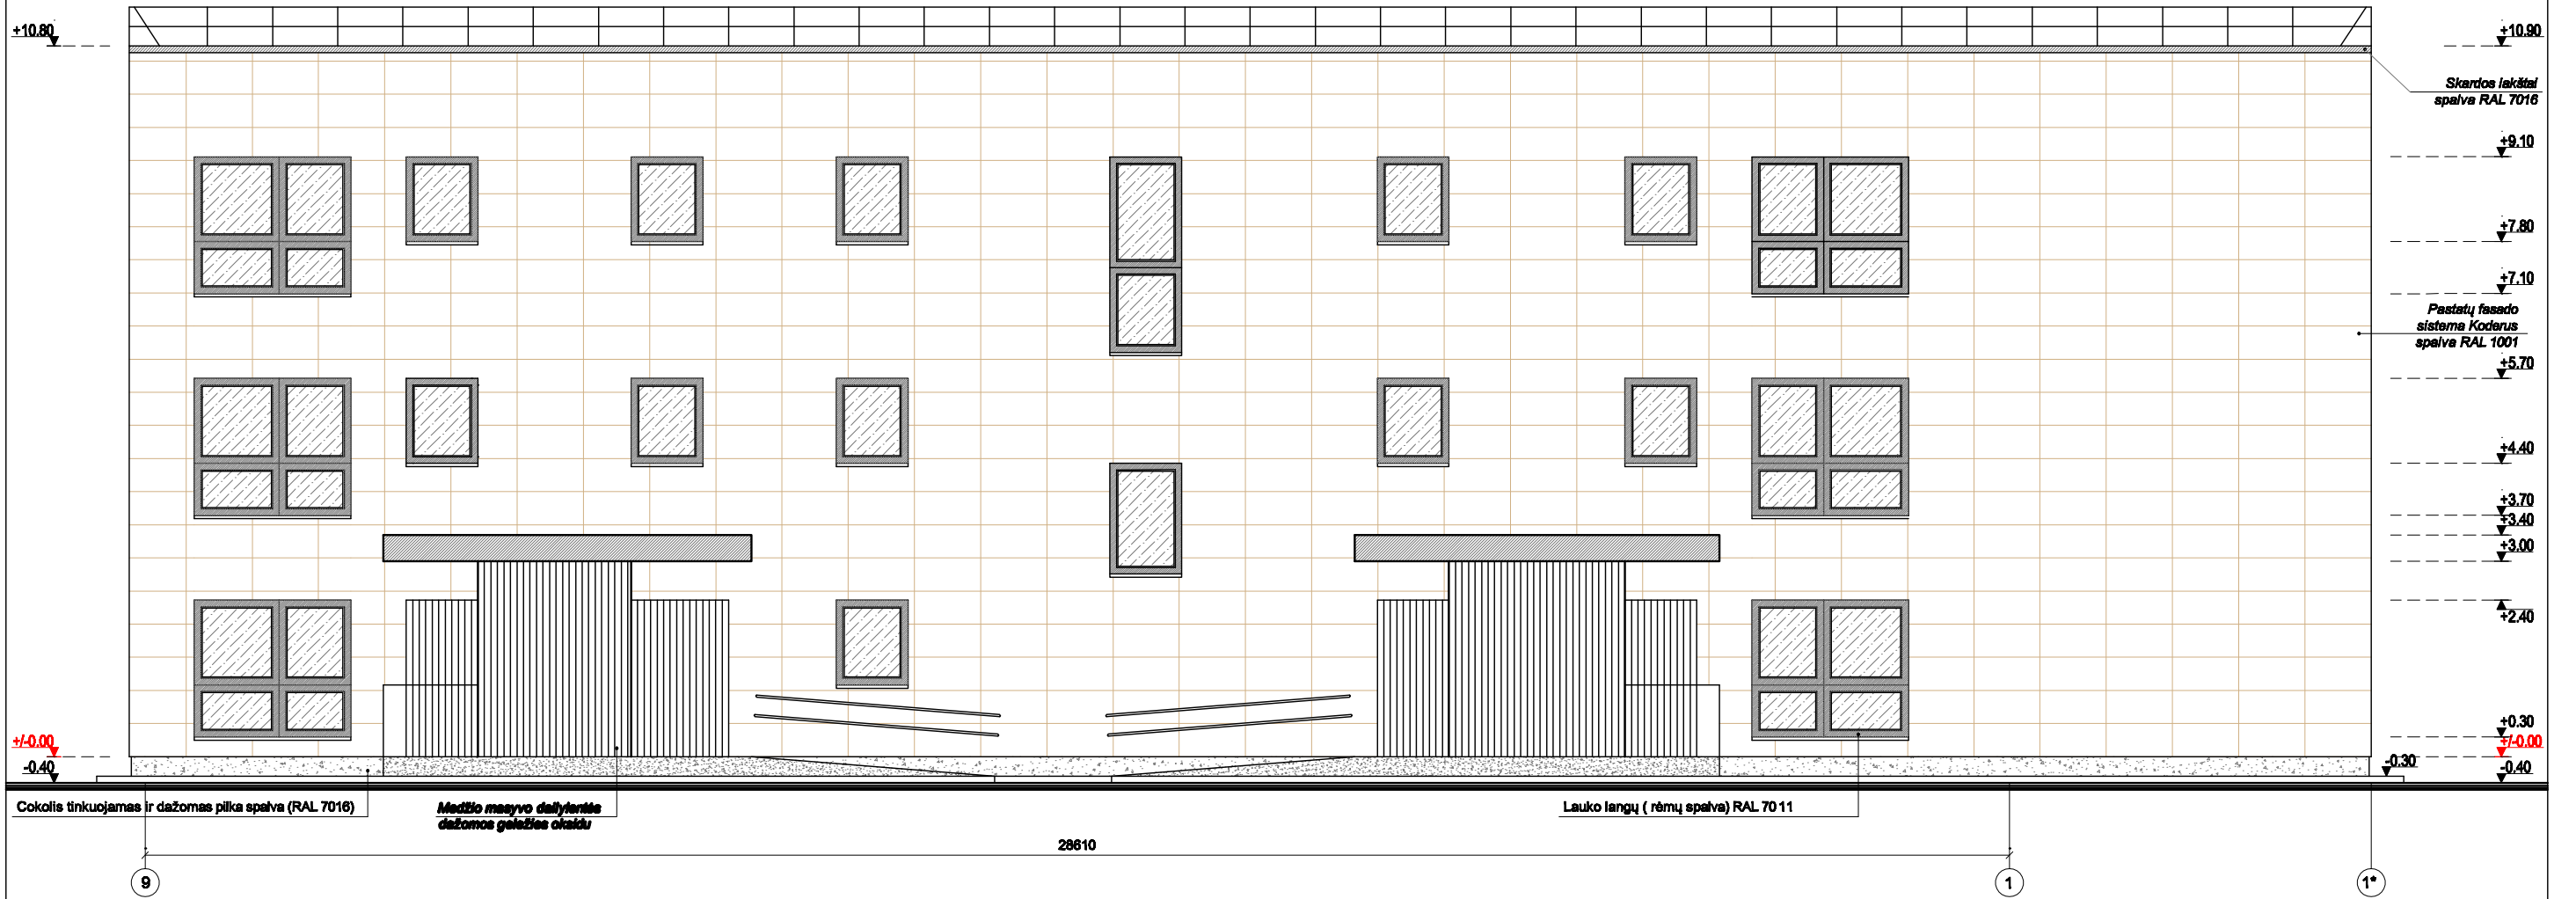 +10.80
+10.90
Skardos lakštai
spalva RAL 7016
+9.10
+7.80
+7.10
Pastatų fasado
sistema Koderus
spalva RAL 1001
+5.70
+4.40
+3.70
+3.40
+3.00
+2.40
+0.30
+/-0.00
+/-0.00
-0.40
-0.30
-0.40
Cokolis tinkuojamas ir dažomas pilka spalva (RAL 7016)
Medžio masyvo dailylentės
dažomos geležies oksidu
Lauko langų ( rėmų spalva) RAL 70 11
28610
9
1
1*